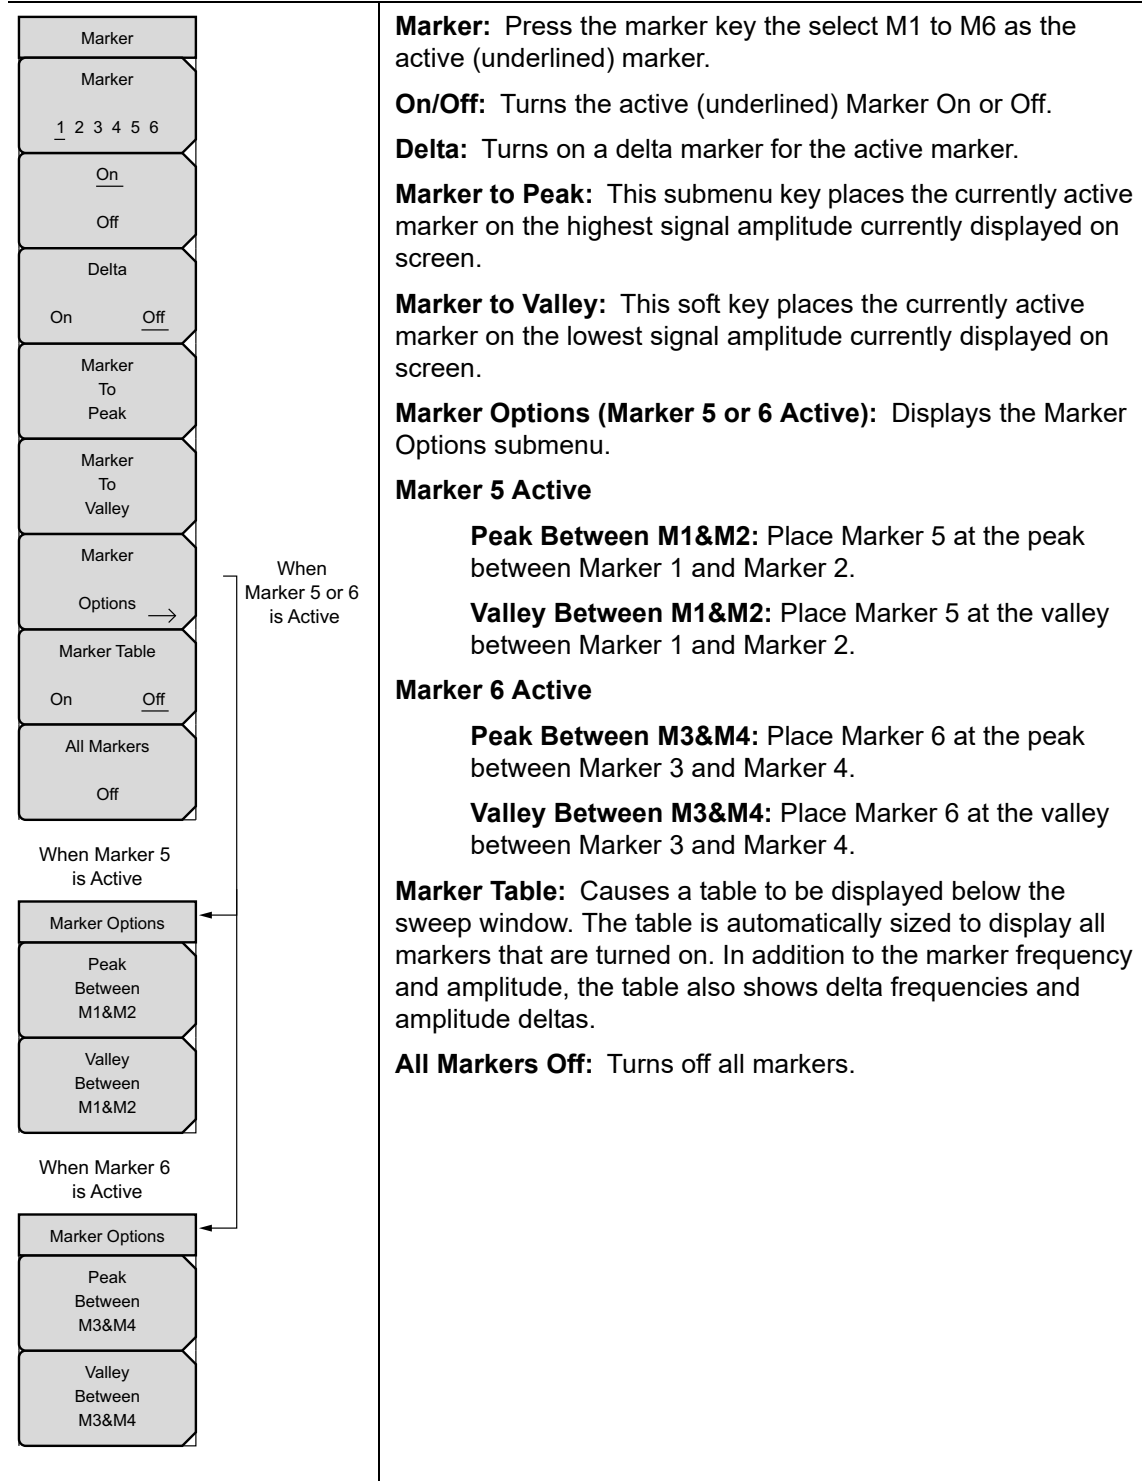 Marker
Marker
1 2 3 4 5 6
On
Off
Delta
On Off
Marker
To
Peak
Marker
To
Valley
Marker
Options
Marker Table
On Off
All Markers
Off
When
Marker 5 or 6
is Active
When Marker 5
is Active
Marker Options
Peak
Between
M1&M2
Valley
Between
M1&M2
When Marker 6
is Active
Marker Options
Peak
Between
M3&M4
Valley
Between
M3&M4
Marker: Press the marker key the select M1 to M6 as the
active (underlined) marker.
On/Off: Turns the active (underlined) Marker On or Off.
Delta: Turns on a delta marker for the active marker.
Marker to Peak: This submenu key places the currently active
marker on the highest signal amplitude currently displayed on
screen.
Marker to Valley: This soft key places the currently active
marker on the lowest signal amplitude currently displayed on
screen.
Marker Options (Marker 5 or 6 Active): Displays the Marker
Options submenu.
Marker 5 Active
Peak Between M1&M2: Place Marker 5 at the peak
between Marker 1 and Marker 2.
Valley Between M1&M2: Place Marker 5 at the valley
between Marker 1 and Marker 2.
Marker 6 Active
Peak Between M3&M4: Place Marker 6 at the peak
between Marker 3 and Marker 4.
Valley Between M3&M4: Place Marker 6 at the valley
between Marker 3 and Marker 4.
Marker Table: Causes a table to be displayed below the
sweep window. The table is automatically sized to display all
markers that are turned on. In addition to the marker frequency
and amplitude, the table also shows delta frequencies and
amplitude deltas.
All Markers Off: Turns off all markers.